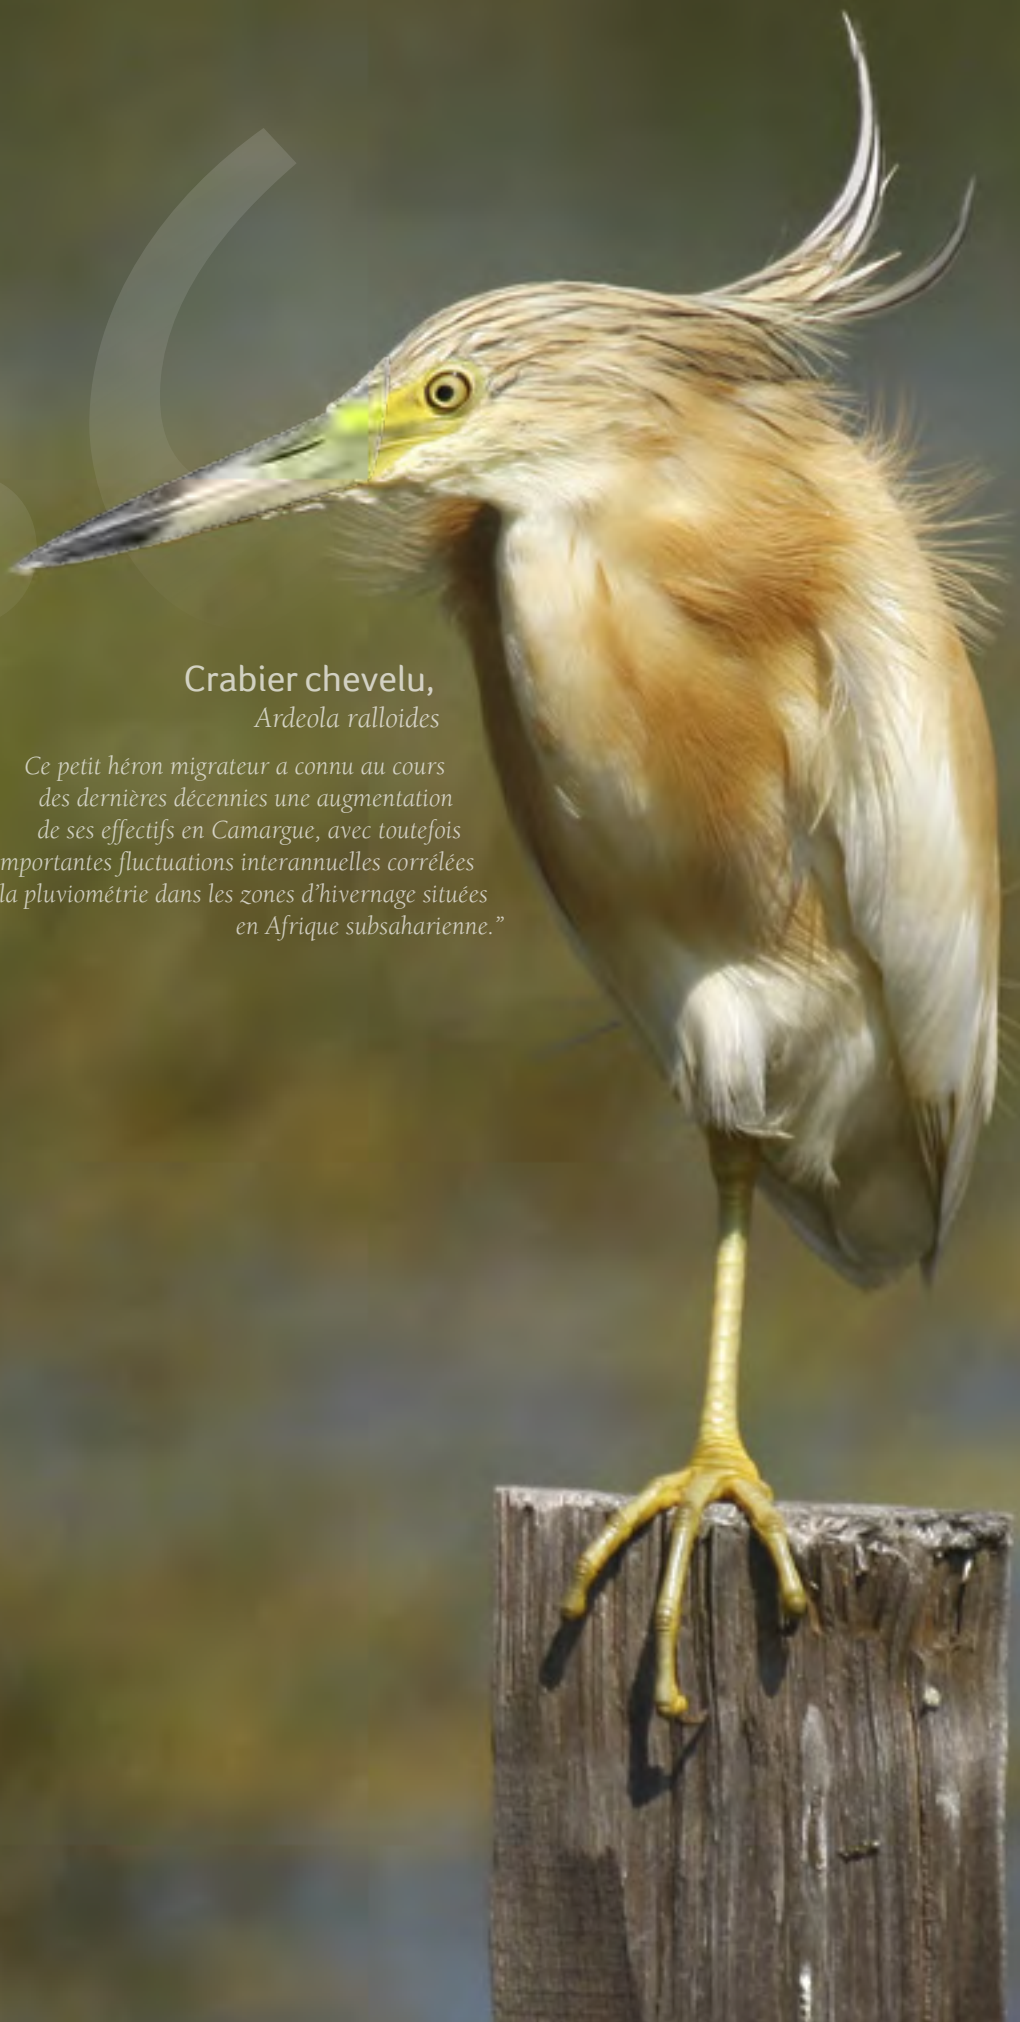 Crabier chevelu,
Ardeola ralloides
Ce petit héron migrateur a connu au cours
des dernières décennies une augmentation
de ses effectifs en Camargue, avec toutefois
mportantes fluctuations interannuelles corrélées
la pluviométrie dans les zones d’hivernage situées
en Afrique subsaharienne.”